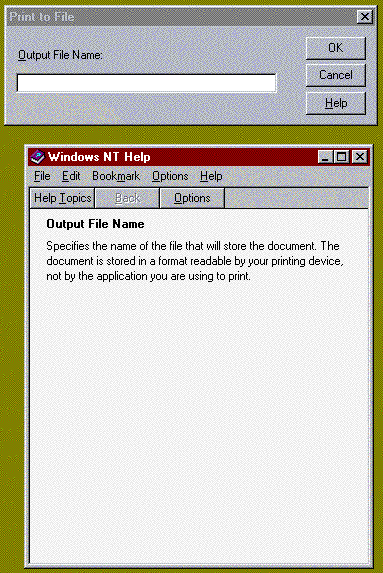 Print to File
OK
Output File Name:
Cancel
Help
Windows NT Help
File Edit Bookmark Options Help
Help Topics Back Options
Output File Name
Specifies the name of the file that will store the document. The
document is stored in a format readable by your printing device,
not by the application you are using to print.